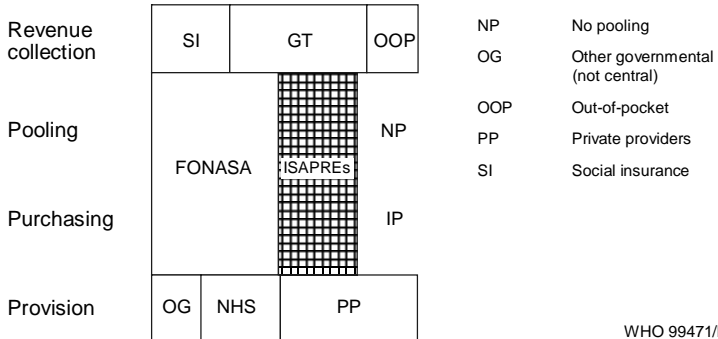 Revenue
collection
SI
GT
OOP
Pooling
Purchasing
FONASA
ISAPREs
NP
IP
Provision
OG
NHS
PP
NP No pooling
OG Other governmental
(not central)
OOP Out-of-pocket
PP Private providers
SI Social insurance
WHO 99471/